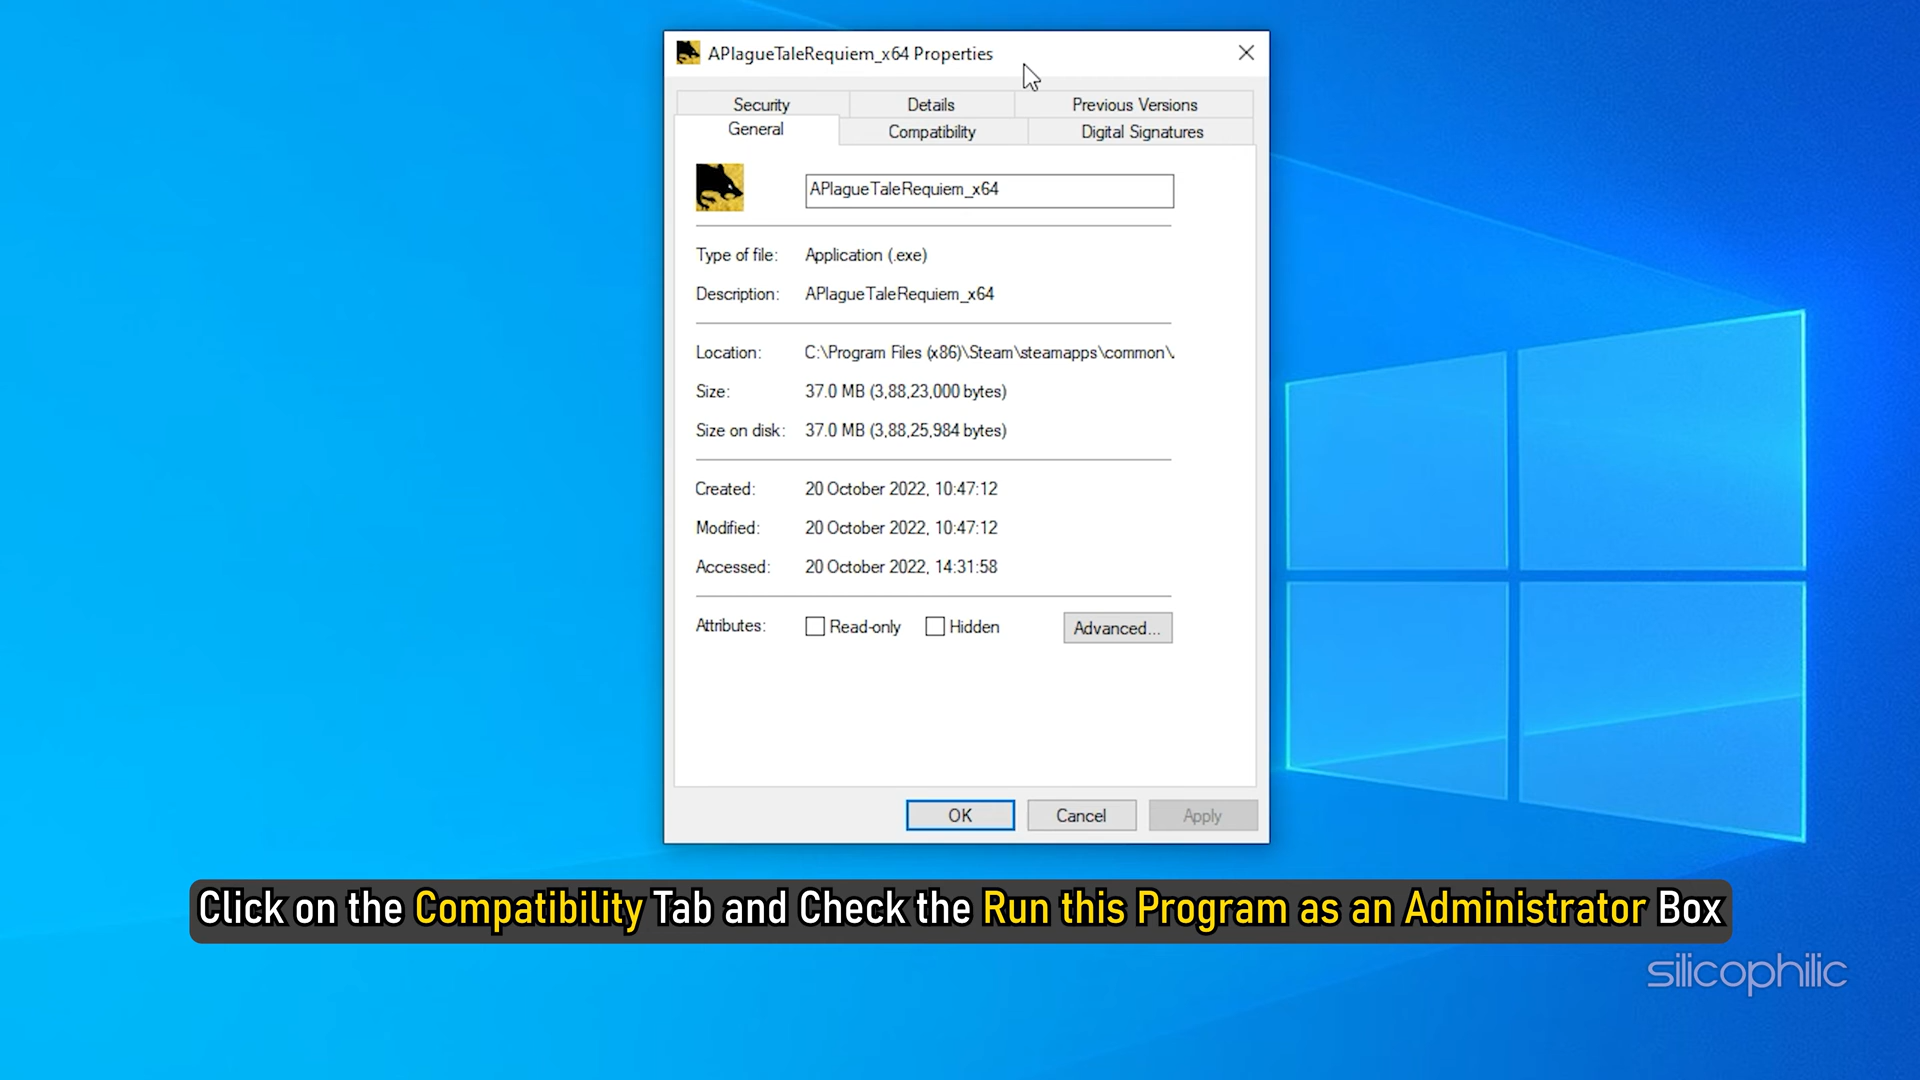 APlagueTaleRequiem_x64 Properties
Security Details Previous Versions
General Compatibility Digital Signatures
APlagueTaleRequiem_x64
Type of file: Application (.exe)
Description: APlagueTaleRequiem_x64
Location: C:\Program Files (x86)\Steam\steamapps\common\.
Size: 37.0 MB (3,88,23,000 bytes)
Size on disk: 37.0 MB (3,88,25,984 bytes)
Created: 20 October 2022, 10:47:12
Modified: 20 October 2022, 10:47:12
Accessed: 20 October 2022, 14:31:58
Attributes: Read-only Hidden Advanced...
OK Cancel Apply
Click on the Compatibility Tab and Check the Run this Program as an Administrator Box
silicophilic